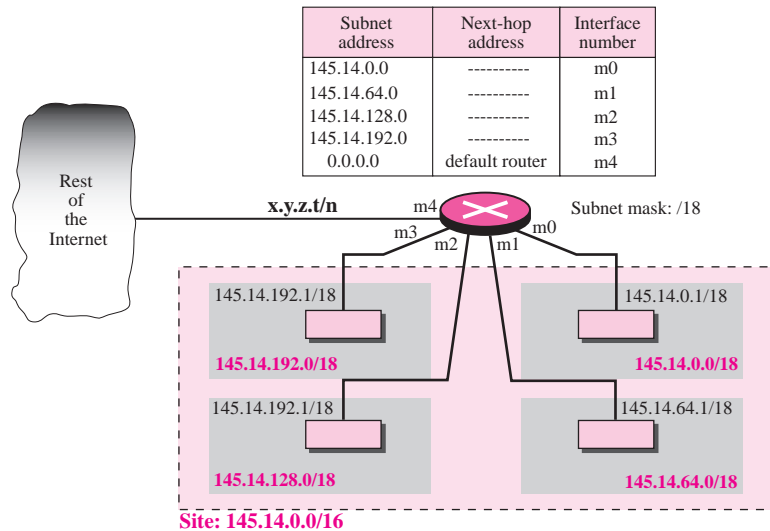 Subnet address Next-hop address Interface number
145.14.0.0 ---------- m0
145.14.64.0 ---------- m1
145.14.128.0 ---------- m2
145.14.192.0 ---------- m3
0.0.0.0 default router m4
Rest
of
the
Internet
x.y.z.t/n
m4
m3
m2
m1
m0
Subnet mask: /18
145.14.192.1/18
145.14.192.0/18
145.14.0.1/18
145.14.0.0/18
145.14.192.1/18
145.14.128.0/18
145.14.64.1/18
145.14.64.0/18
Site: 145.14.0.0/16